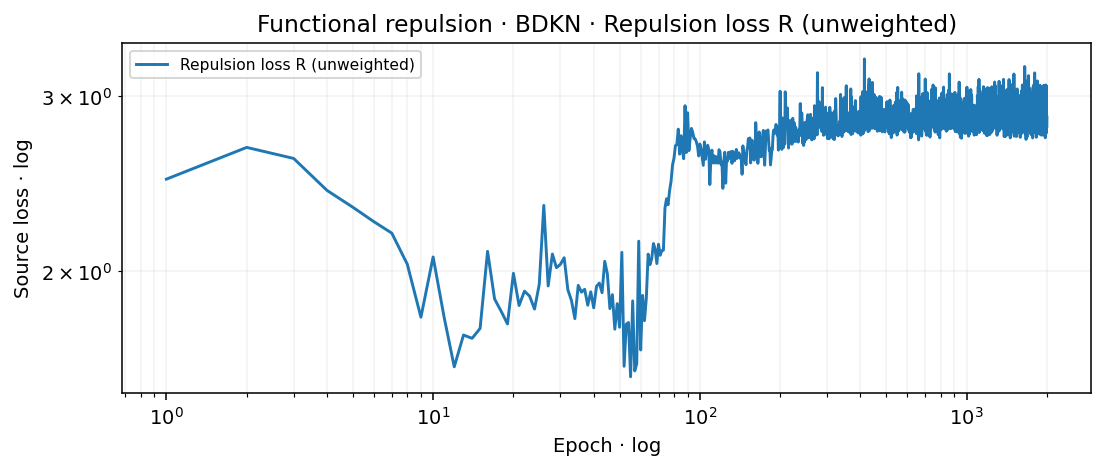 Functional repulsion · BDKN · Repulsion loss R (unweighted)
Repulsion loss R (unweighted)
Source loss · log
3 × 10⁰
2 × 10⁰
10⁰ 10¹ 10² 10³
Epoch · log